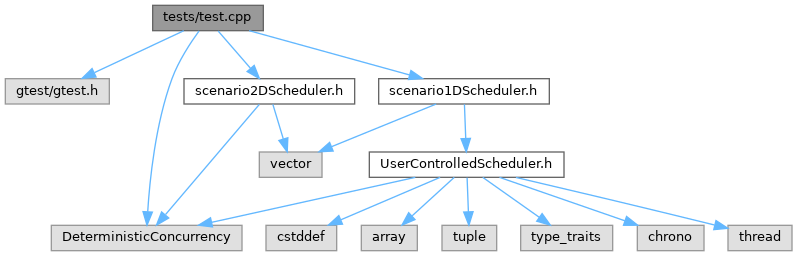 tests/test.cpp
gtest/gtest.h
scenario2DScheduler.h
scenario1DScheduler.h
vector
UserControlledScheduler.h
DeterministicConcurrency
cstddef
array
tuple
type_traits
chrono
thread